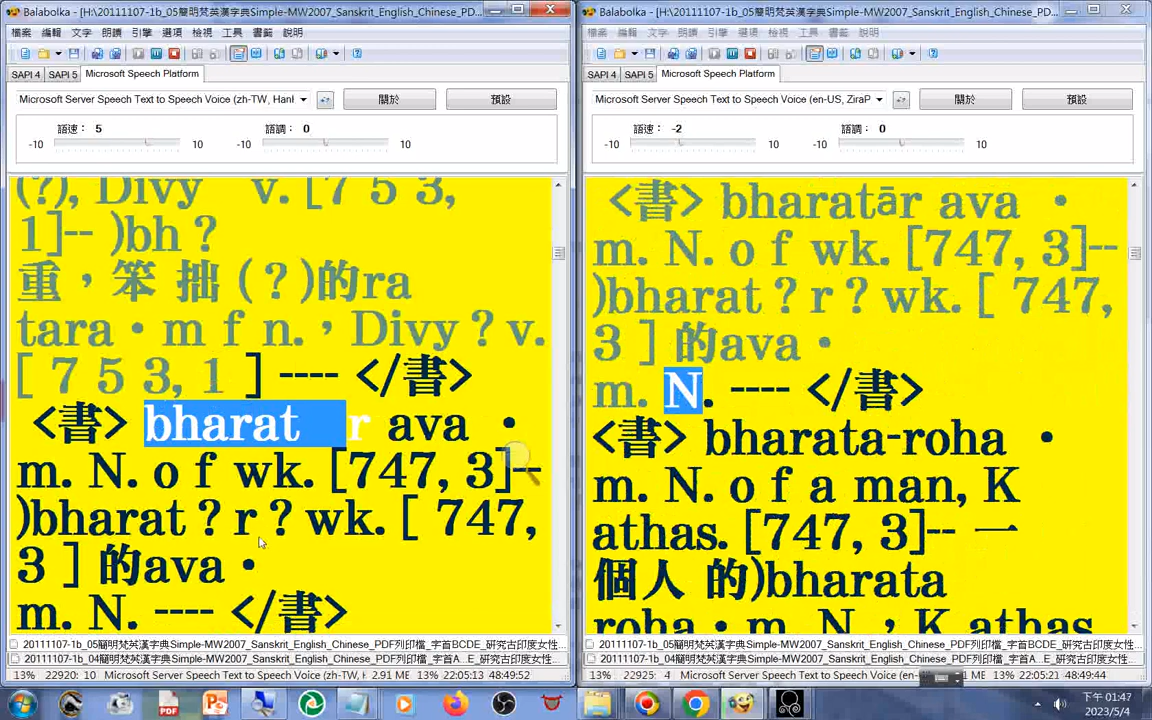 Balabolka - [H:\20111107-1b_05簡明梵英漢字典Simple-MW2007_Sanskrit_English_Chinese_PD...
檔案 編輯 文字 朗讀 引擎 選項 檢視 工具 書籤 說明
SAPI 4 SAPI 5 Microsoft Speech Platform
Microsoft Server Speech Text to Speech Voice (zh-TW, Hanl 關於 預設
語速： 5 語調： 0
-10 10 -10 10
(?), Divy v. [7 5 3,
1]-- )bh？
重，笨 拙 (？)的ra
tara‧m f n.，Divy？v.
[ 7 5 3, 1 ] ---- </書>
<書> bharat r ava ‧
m. N. o f wk. [747, 3]--
)bharat？r？wk. [ 747,
3 ] 的ava‧
m. N. ---- </書>
20111107-1b_05簡明梵英漢字典Simple-MW2007_Sanskrit_English_Chinese_PDF列印檔_字首BCDE_研究古印度女性...
20111107-1b_04簡明梵英漢字典Simple-MW2007_Sanskrit_English_Chinese_PDF列印檔_字首A...E_研究古印度女性...
13% 22920: 10 Microsoft Server Speech Text to Speech Voice (zh-TW, H 2.91 ME 13% 22:05:13 48:49:52
Balabolka - [H:\20111107-1b_05簡明梵英漢字典Simple-MW2007_Sanskrit_English_Chinese_PD...
檔案 編輯 文字 朗讀 引擎 選項 檢視 工具 書籤 說明
SAPI 4 SAPI 5 Microsoft Speech Platform
Microsoft Server Speech Text to Speech Voice (en-US, ZiraP 關於 預設
語速： -2 語調： 0
-10 10 -10 10
<書> bharatār ava ‧
m. N. o f wk. [747, 3]--
)bharat？r？wk. [ 747,
3 ] 的ava‧
m. N. ---- </書>
<書> bharata-roha ‧
m. N. o f a man, K
athas. [747, 3]-- 一
個人 的)bharata
roha‧m. N.，K athas
20111107-1b_05簡明梵英漢字典Simple-MW2007_Sanskrit_English_Chinese_PDF列印檔_字首BCDE_研究古印度女性...
20111107-1b_04簡明梵英漢字典Simple-MW2007_Sanskrit_English_Chinese_PDF列印檔_字首A...E_研究古印度女性...
13% 22925: 4 Microsoft Server Speech Text to Speech Voice ME 13% 22:05:21 48:49:44
PDF
下午 01:47
2023/5/4